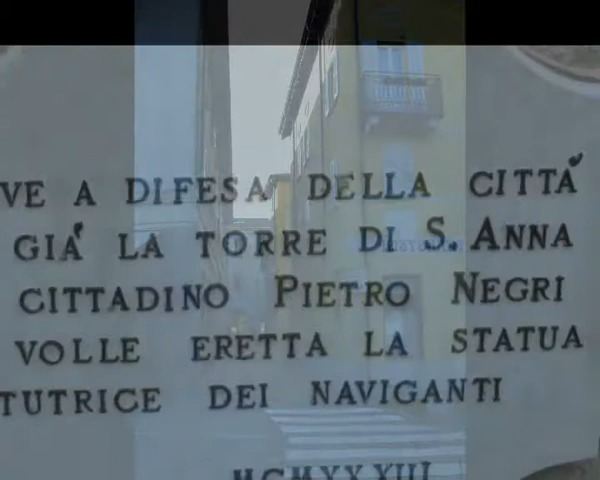 VE A DIFESA DELLA CITTÀ
GIÀ LA TORRE DI S. ANNA
CITTADINO PIETRO NEGRI
VOLLE ERETTA LA STATUA
TUTRICE DEI NAVIGANTI
MCMXXXIII